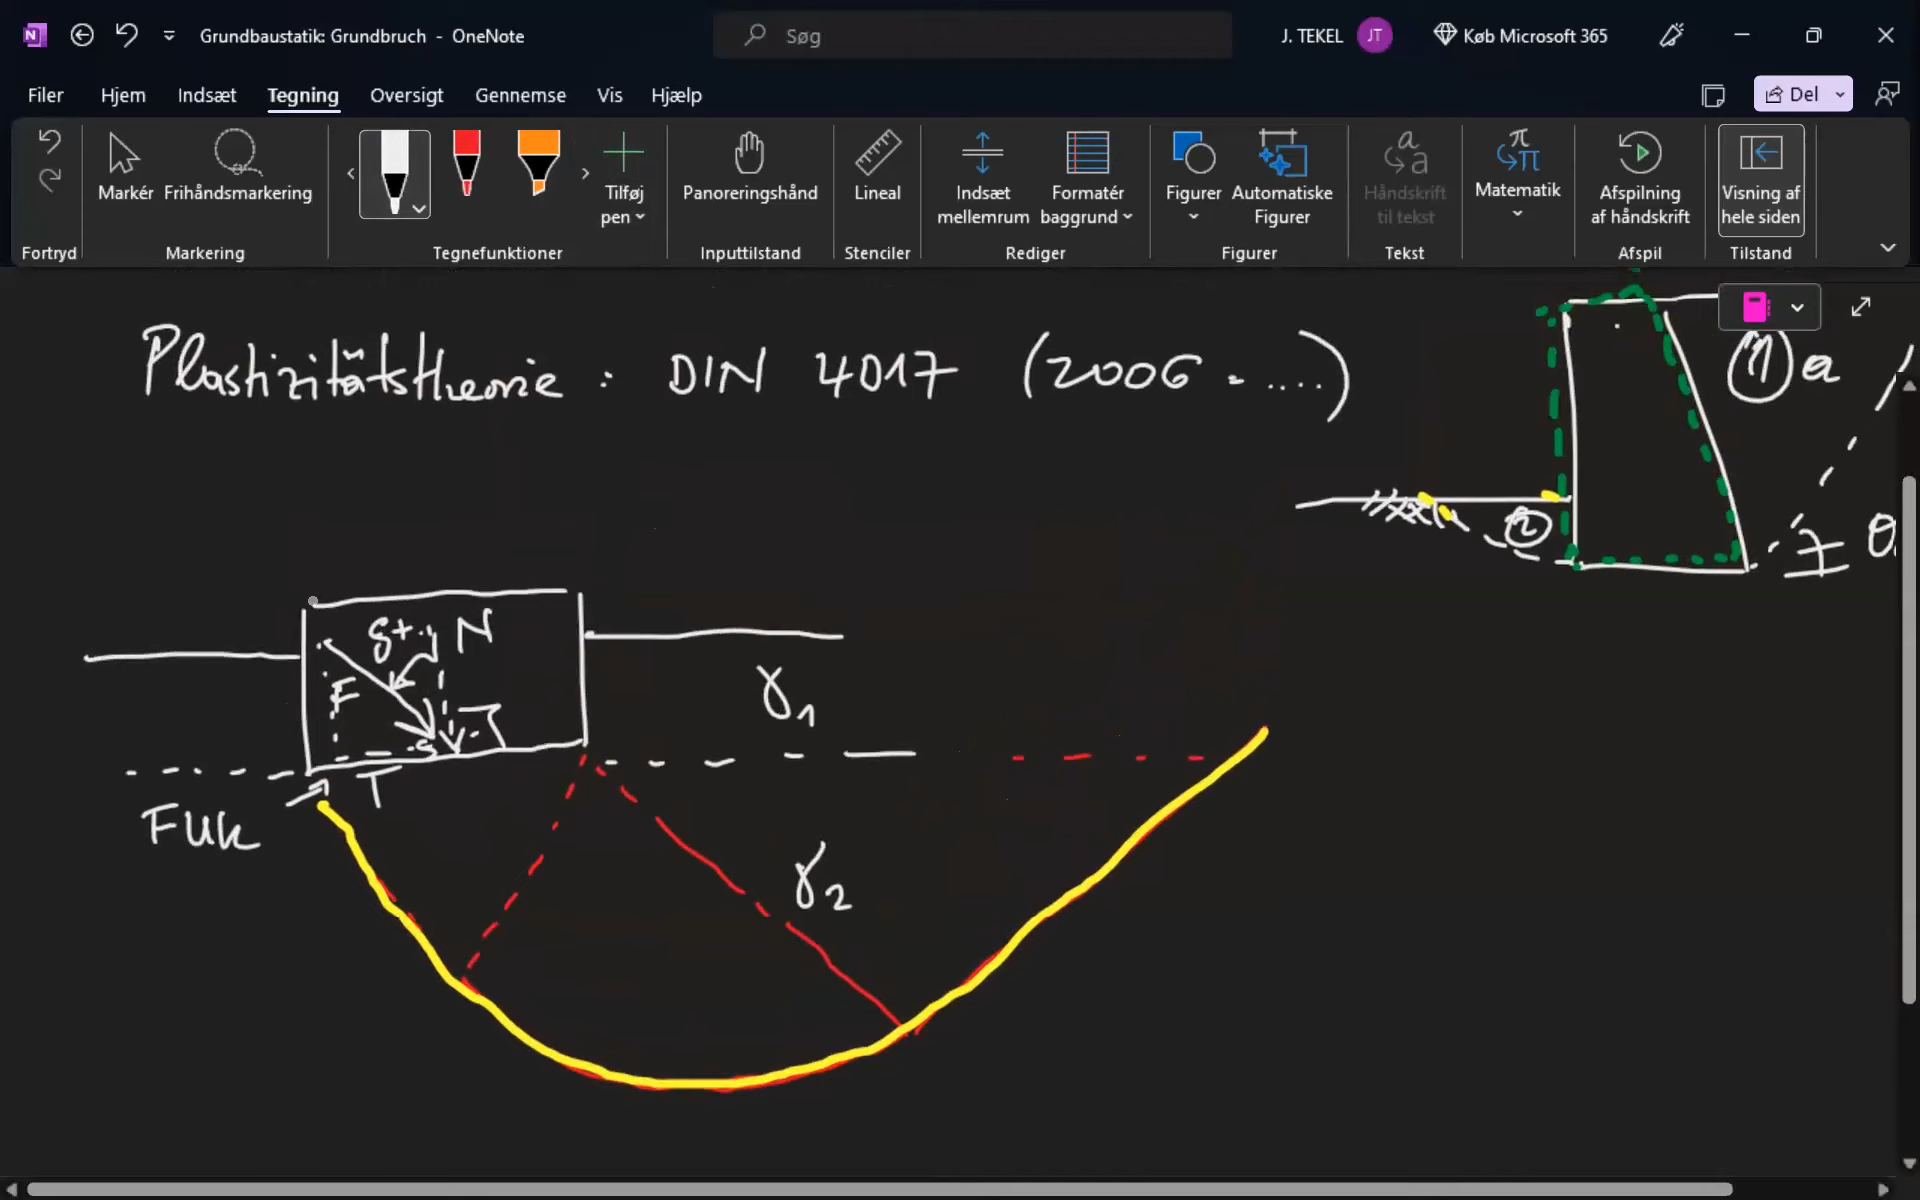 Grundbaustatik: Grundbruch - OneNote
Søg
J. TEKEL
JT
Køb Microsoft 365
Filer
Hjem
Indsæt
Tegning
Oversigt
Gennemse
Vis
Hjælp
Del
Markér
Frihåndsmarkering
Tilføj
pen
Panoreringshånd
Lineal
Indsæt
mellemrum
Formatér
baggrund
Figurer
Automatiske
Figurer
Håndskrift
til tekst
Matematik
Afspilning
af håndskrift
Visning af
hele siden
Fortryd
Markering
Tegnefunktioner
Inputtilstand
Stenciler
Rediger
Figurer
Tekst
Afspil
Tilstand
Plastizitätstheorie : DIN 4017 (2006 - ....)
① a
②
N
F
T
FUK
γ1
γ2